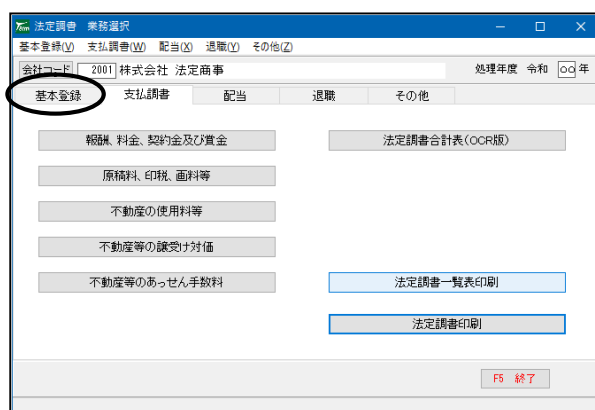 法定調書 業務選択
基本登録(V) 支払調書(W) 配当(X) 退職(Y) その他(Z)
会社コード 2001 株式会社 法定商事 処理年度 令和 ○○ 年
基本登録 支払調書 配当 退職 その他
報酬、料金、契約金及び賞金 法定調書合計表(OCR版)
原稿料、印税、画料等
不動産の使用料等
不動産等の譲受け対価
不動産等のあっせん手数料 法定調書一覧表印刷
法定調書印刷
F5 終了